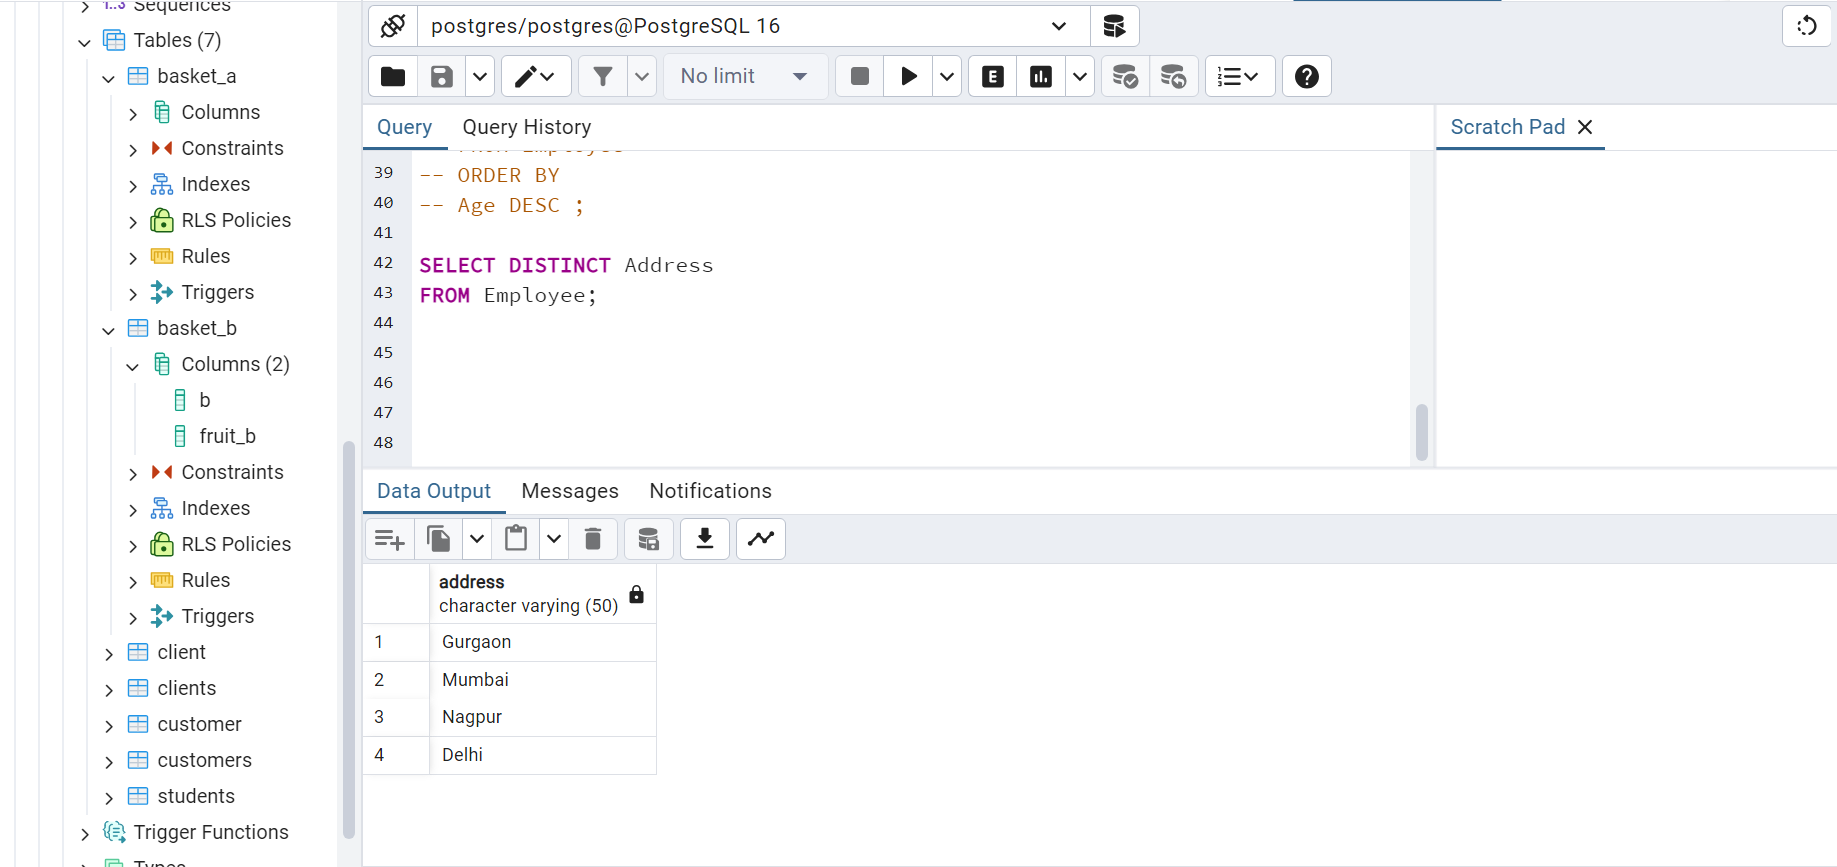 Sequences
Tables (7)
basket_a
Columns
Constraints
Indexes
RLS Policies
Rules
Triggers
basket_b
Columns (2)
b
fruit_b
Constraints
Indexes
RLS Policies
Rules
Triggers
client
clients
customer
customers
students
Trigger Functions
Types
postgres/postgres@PostgreSQL 16
No limit
E
Query
Query History
Scratch Pad
39 -- ORDER BY
40 -- Age DESC ;
41
42 SELECT DISTINCT Address
43 FROM Employee;
44
45
46
47
48
Data Output
Messages
Notifications
address
character varying (50)
1 Gurgaon
2 Mumbai
3 Nagpur
4 Delhi